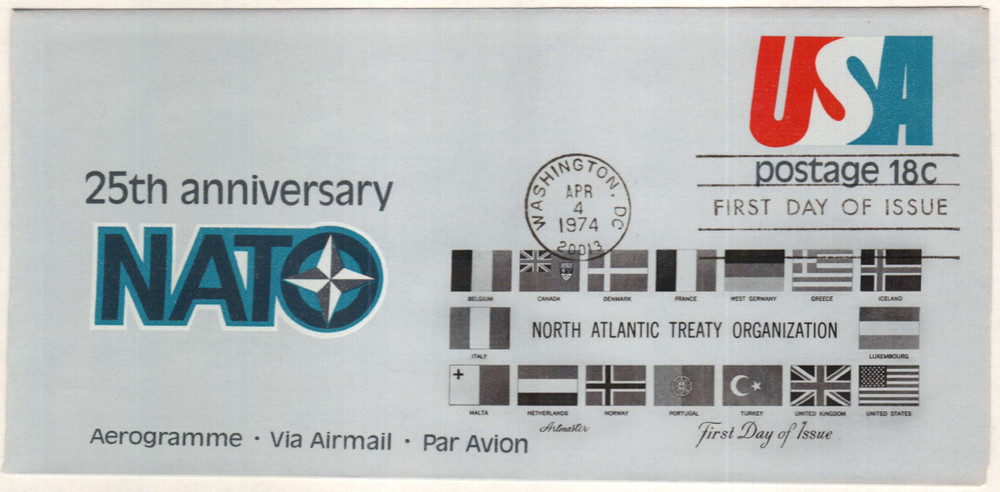 USA
postage 18c
FIRST DAY OF ISSUE
WASHINGTON, DC
APR
4
1974
20013
25th anniversary
NATO
BELGIUM CANADA DENMARK FRANCE WEST GERMANY GREECE ICELAND
ITALY NORTH ATLANTIC TREATY ORGANIZATION LUXEMBOURG
MALTA NETHERLANDS NORWAY PORTUGAL TURKEY UNITED KINGDOM UNITED STATES
Artmaster First Day of Issue
Aerogramme · Via Airmail · Par Avion